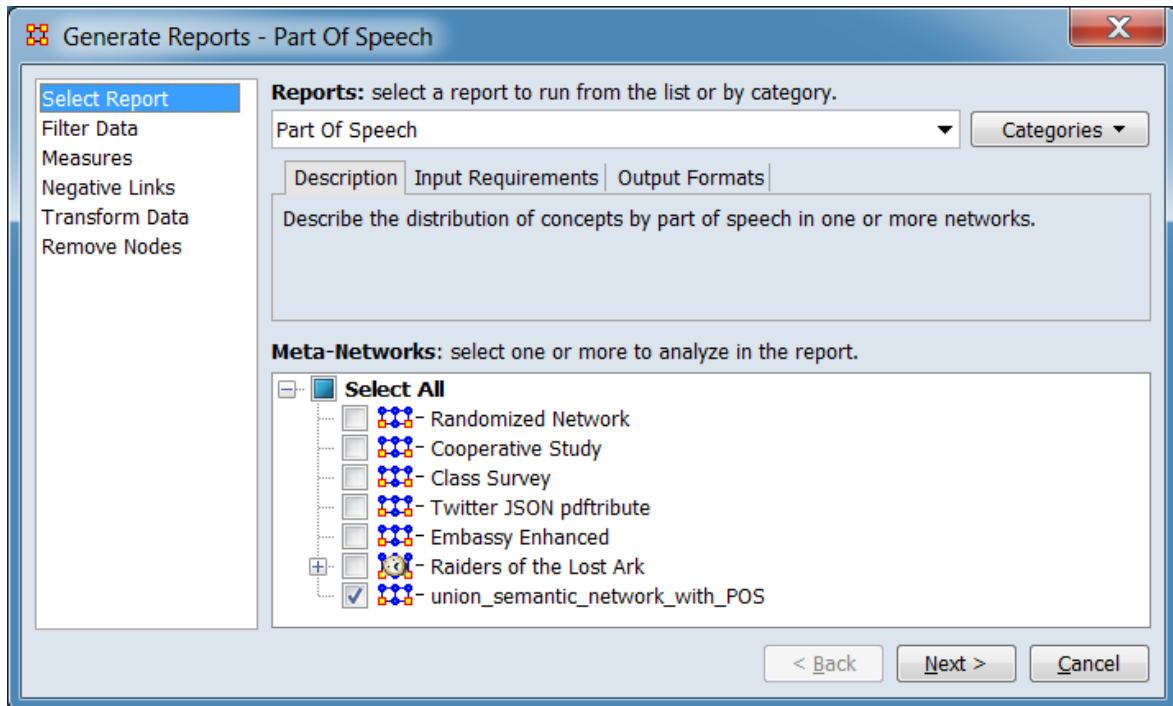 Generate Reports - Part Of Speech
Select Report
Filter Data
Measures
Negative Links
Transform Data
Remove Nodes
Reports: select a report to run from the list or by category.
Part Of Speech
Categories
Description Input Requirements Output Formats
Describe the distribution of concepts by part of speech in one or more networks.
Meta-Networks: select one or more to analyze in the report.
Select All
Randomized Network
Cooperative Study
Class Survey
Twitter JSON pdftribute
Embassy Enhanced
Raiders of the Lost Ark
union_semantic_network_with_POS
< Back Next > Cancel